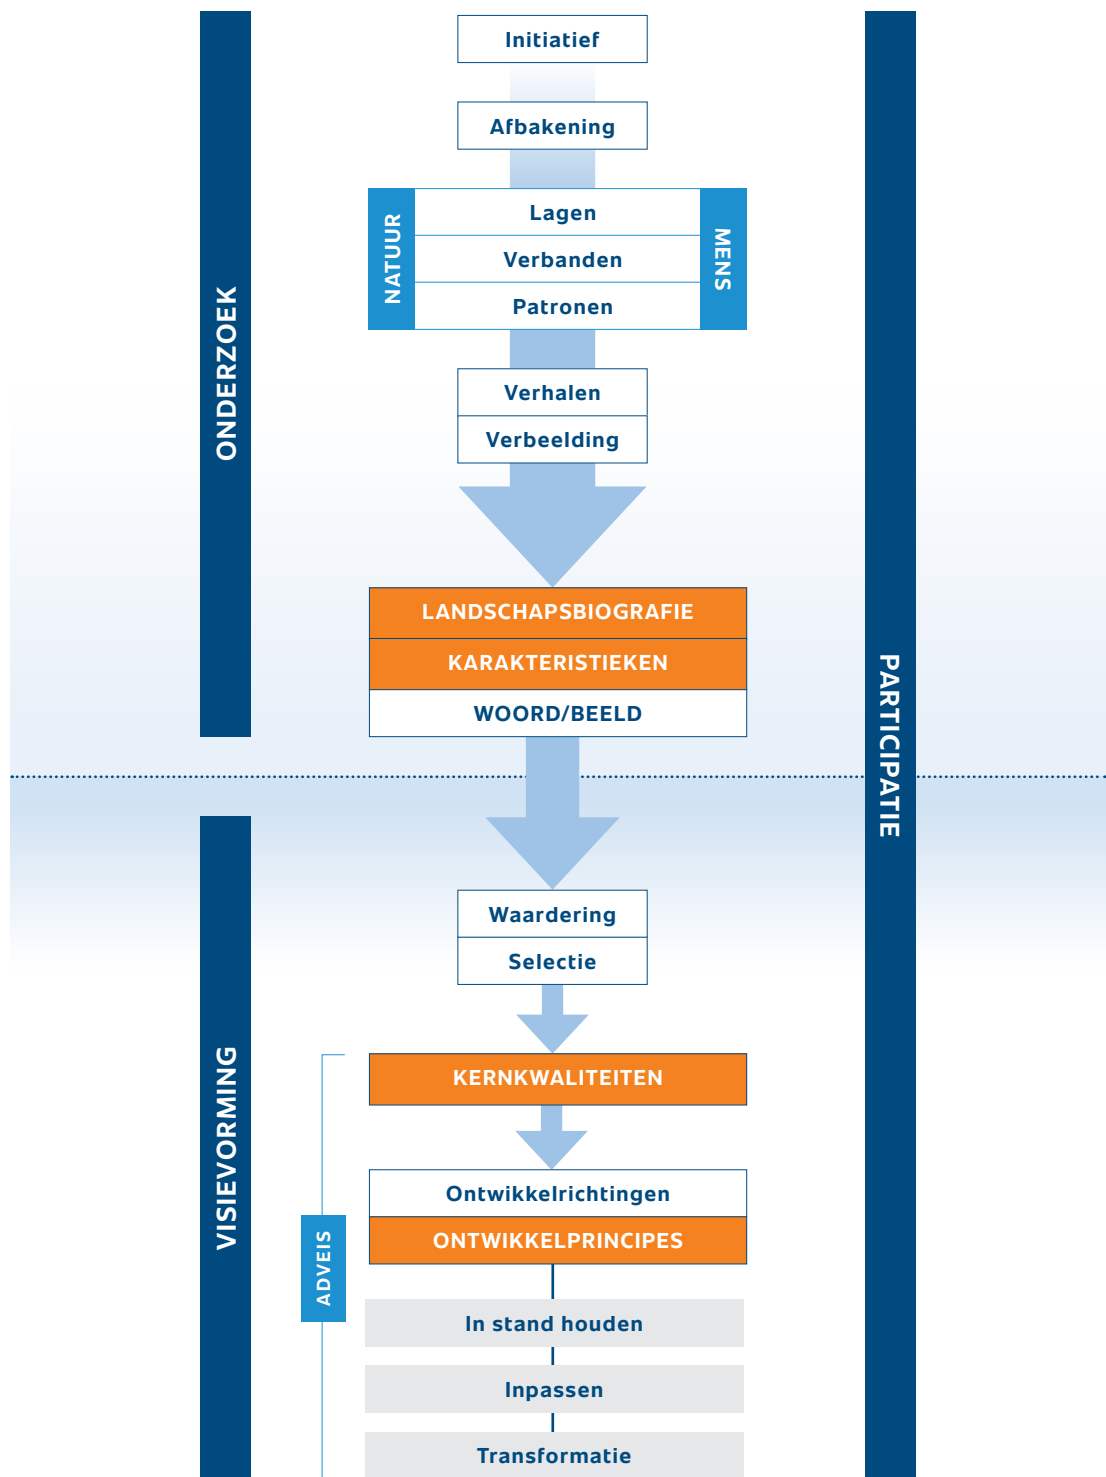 Initiatief
Afbakening
NATUUR
Lagen
Verbanden
Patronen
MENS
ONDERZOEK
Verhalen
Verbeelding
LANDSCHAPSBIOGRAFIE
KARAKTERISTIEKEN
WOORD/BEELD
PARTICIPATIE
Waardering
Selectie
VISIEVORMING
KERNKWALITEITEN
Ontwikkelrichtingen
ONTWIKKELPRINCIPES
ADVEIS
In stand houden
Inpassen
Transformatie